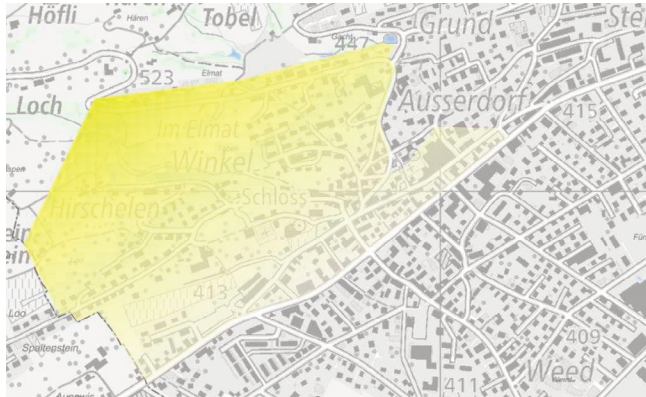 Höfli
Tobel
Grund
Hären
447
523
Elmat
Loch
Ausserdorf
415
Im Elmat
Winkel
Hirschelen
Schloss
413
Loo
Spaltenstein
409
Weed
411